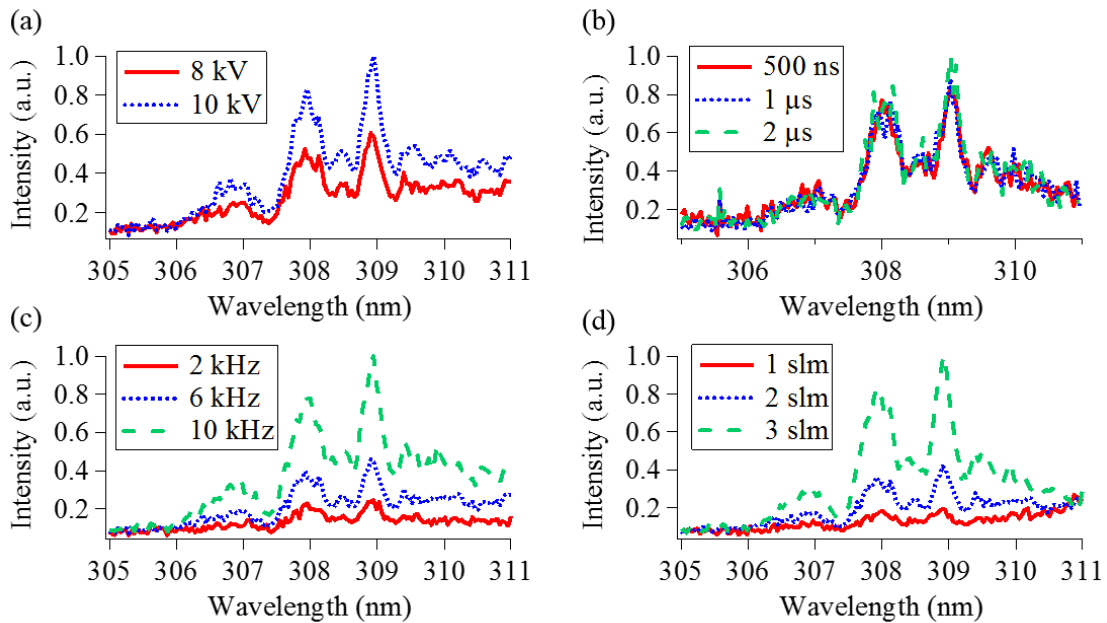 (a)
Intensity (a.u.)
1.0
0.8
0.6
0.4
0.2
8 kV
10 kV
305 306 307 308 309 310 311
Wavelength (nm)
(b)
Intensity (a.u.)
1.0
0.8
0.6
0.4
0.2
500 ns
1 µs
2 µs
306 308 310
Wavelength (nm)
(c)
Intensity (a.u.)
1.0
0.8
0.6
0.4
0.2
2 kHz
6 kHz
10 kHz
305 306 307 308 309 310 311
Wavelength (nm)
(d)
Intensity (a.u.)
1.0
0.8
0.6
0.4
0.2
1 slm
2 slm
3 slm
305 306 307 308 309 310 311
Wavelength (nm)